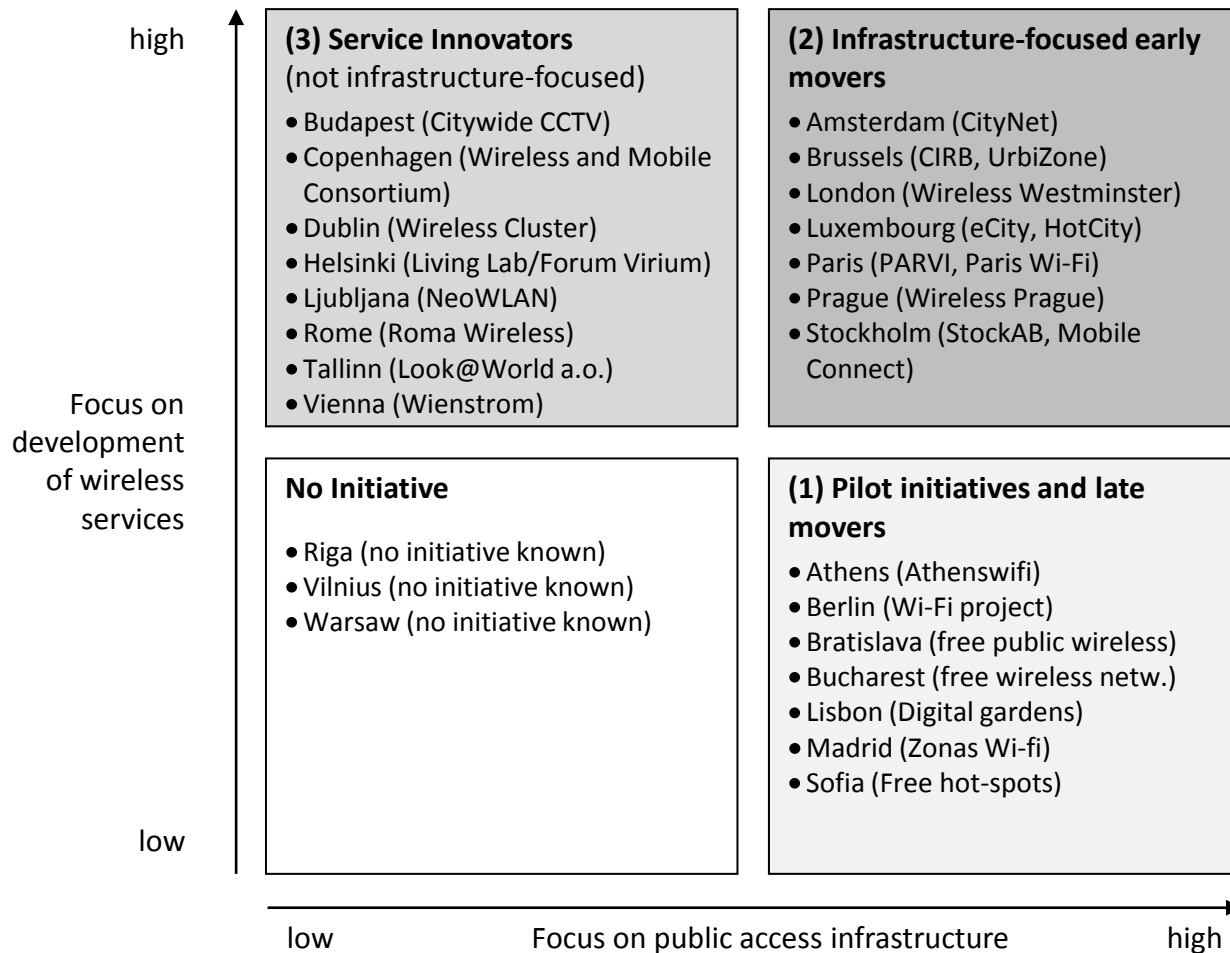 high
(3) Service Innovators
(not infrastructure-focused)
• Budapest (Citywide CCTV)
• Copenhagen (Wireless and Mobile
Consortium)
• Dublin (Wireless Cluster)
• Helsinki (Living Lab/Forum Virium)
• Ljubljana (NeoWLAN)
• Rome (Roma Wireless)
• Tallinn (Look@World a.o.)
• Vienna (Wienstrom)
(2) Infrastructure-focused early
movers
• Amsterdam (CityNet)
• Brussels (CIRB, UrbiZone)
• London (Wireless Westminster)
• Luxembourg (eCity, HotCity)
• Paris (PARVI, Paris Wi-Fi)
• Prague (Wireless Prague)
• Stockholm (StockAB, Mobile
Connect)
Focus on
development
of wireless
services
No Initiative
• Riga (no initiative known)
• Vilnius (no initiative known)
• Warsaw (no initiative known)
(1) Pilot initiatives and late
movers
• Athens (Athenswifi)
• Berlin (Wi-Fi project)
• Bratislava (free public wireless)
• Bucharest (free wireless netw.)
• Lisbon (Digital gardens)
• Madrid (Zonas Wi-fi)
• Sofia (Free hot-spots)
low
low Focus on public access infrastructure high